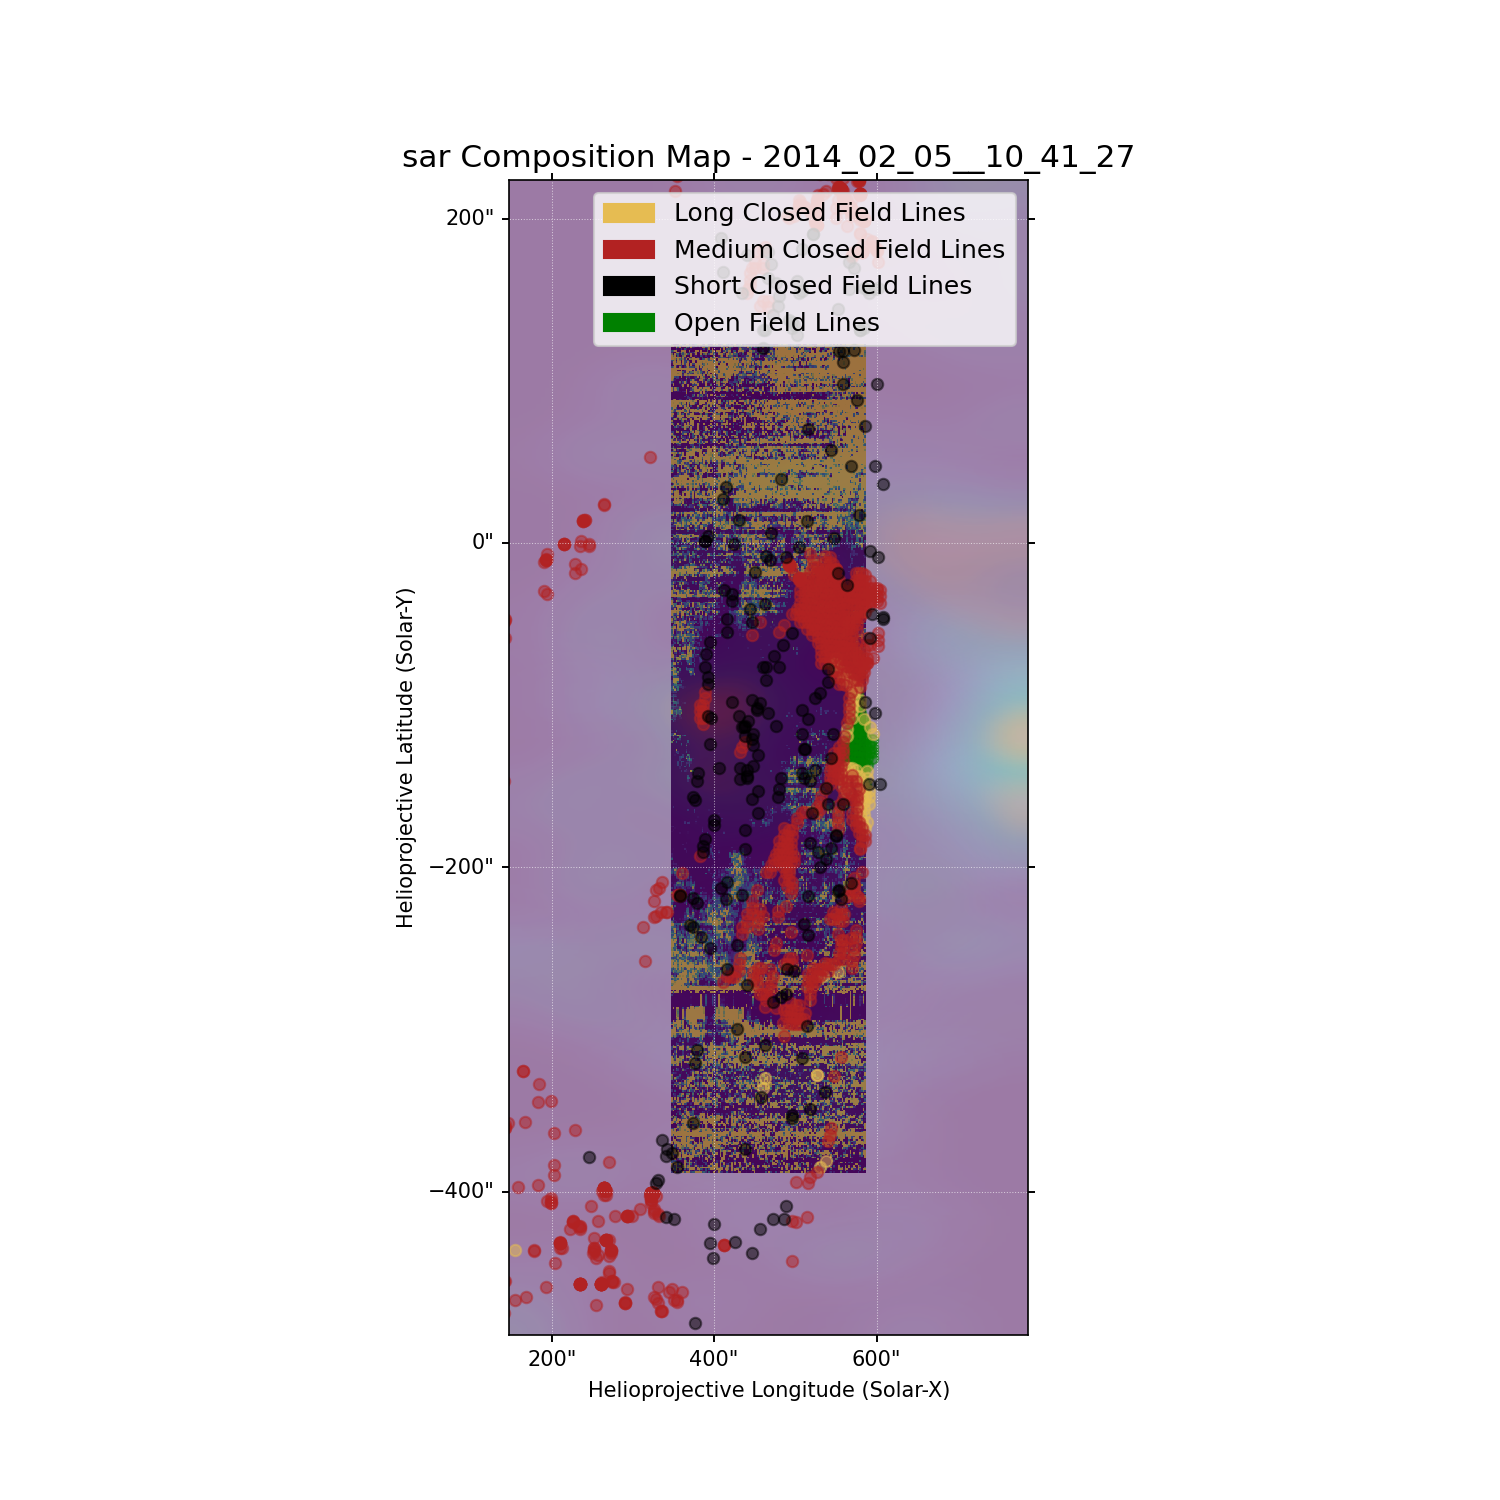 sar Composition Map - 2014_02_05__10_41_27
Long Closed Field Lines
Medium Closed Field Lines
Short Closed Field Lines
Open Field Lines
200"
0"
−200"
−400"
Helioprojective Latitude (Solar-Y)
200"
400"
600"
Helioprojective Longitude (Solar-X)